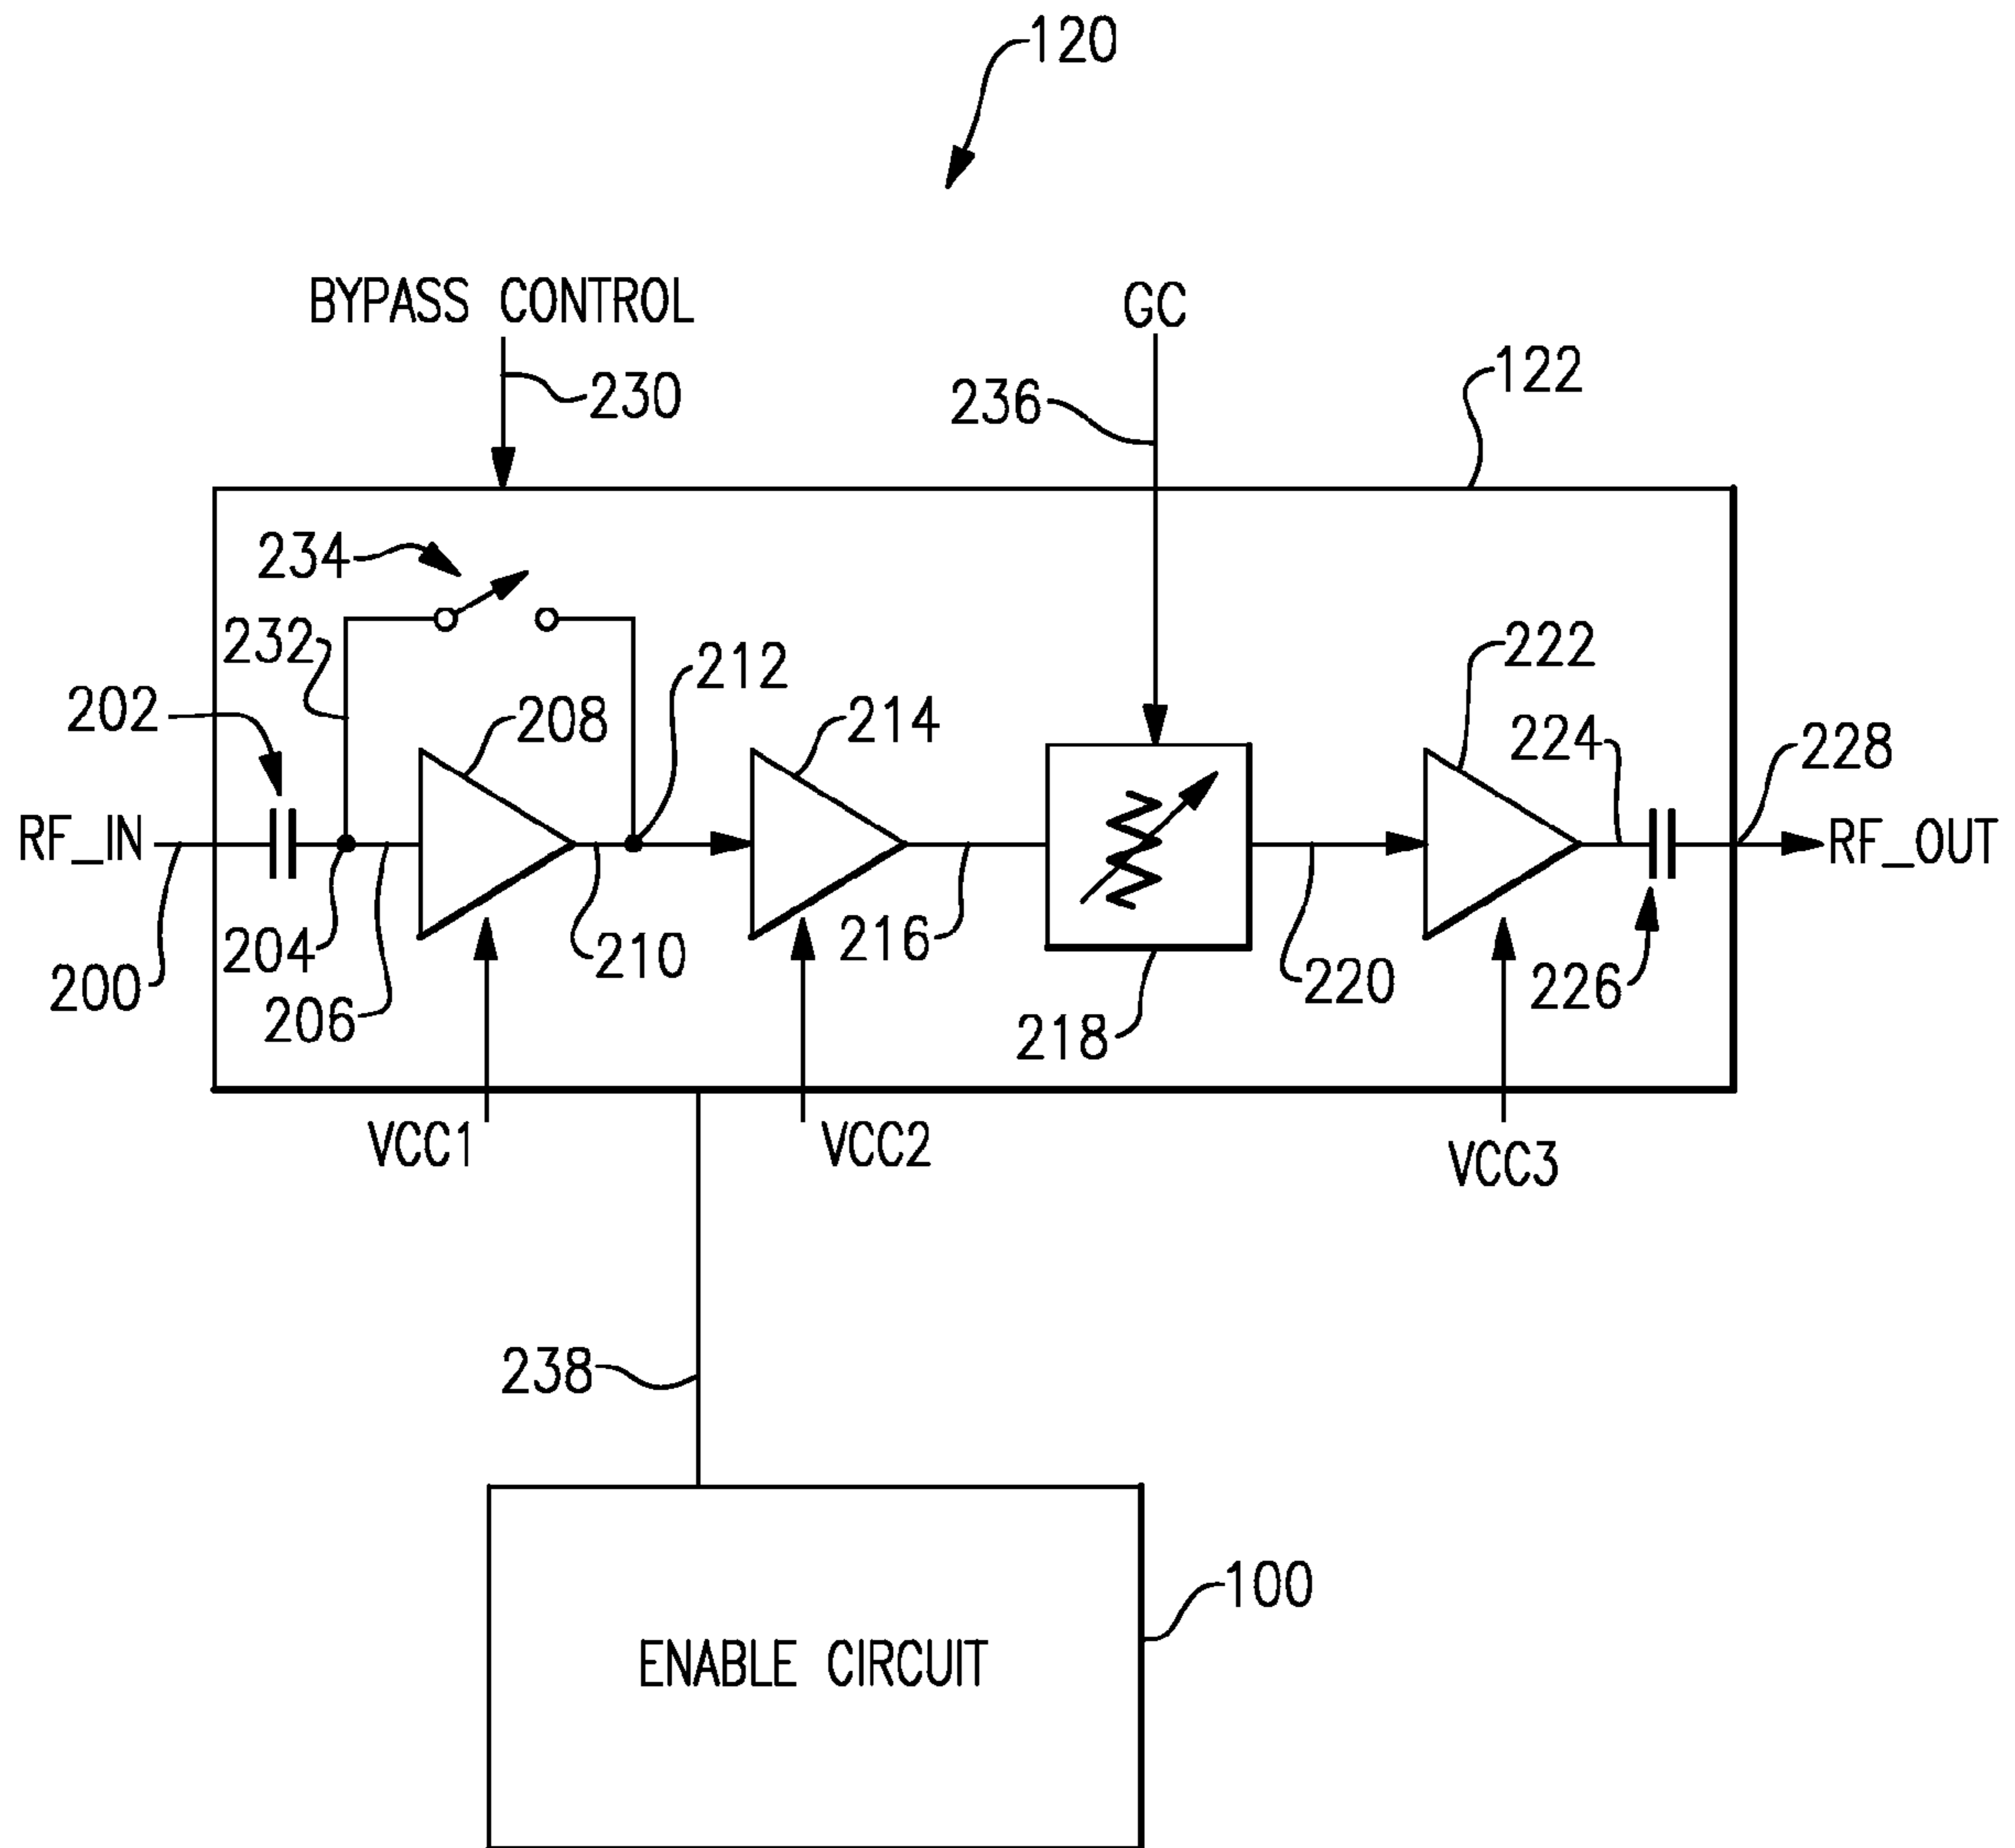 120
BYPASS CONTROL
GC
230
236
122
234
232
212
222
202
208
214
224
228
RF_IN
RF_OUT
204
210
216
200
206
220
226
218
VCC1
VCC2
VCC3
238
100
ENABLE CIRCUIT